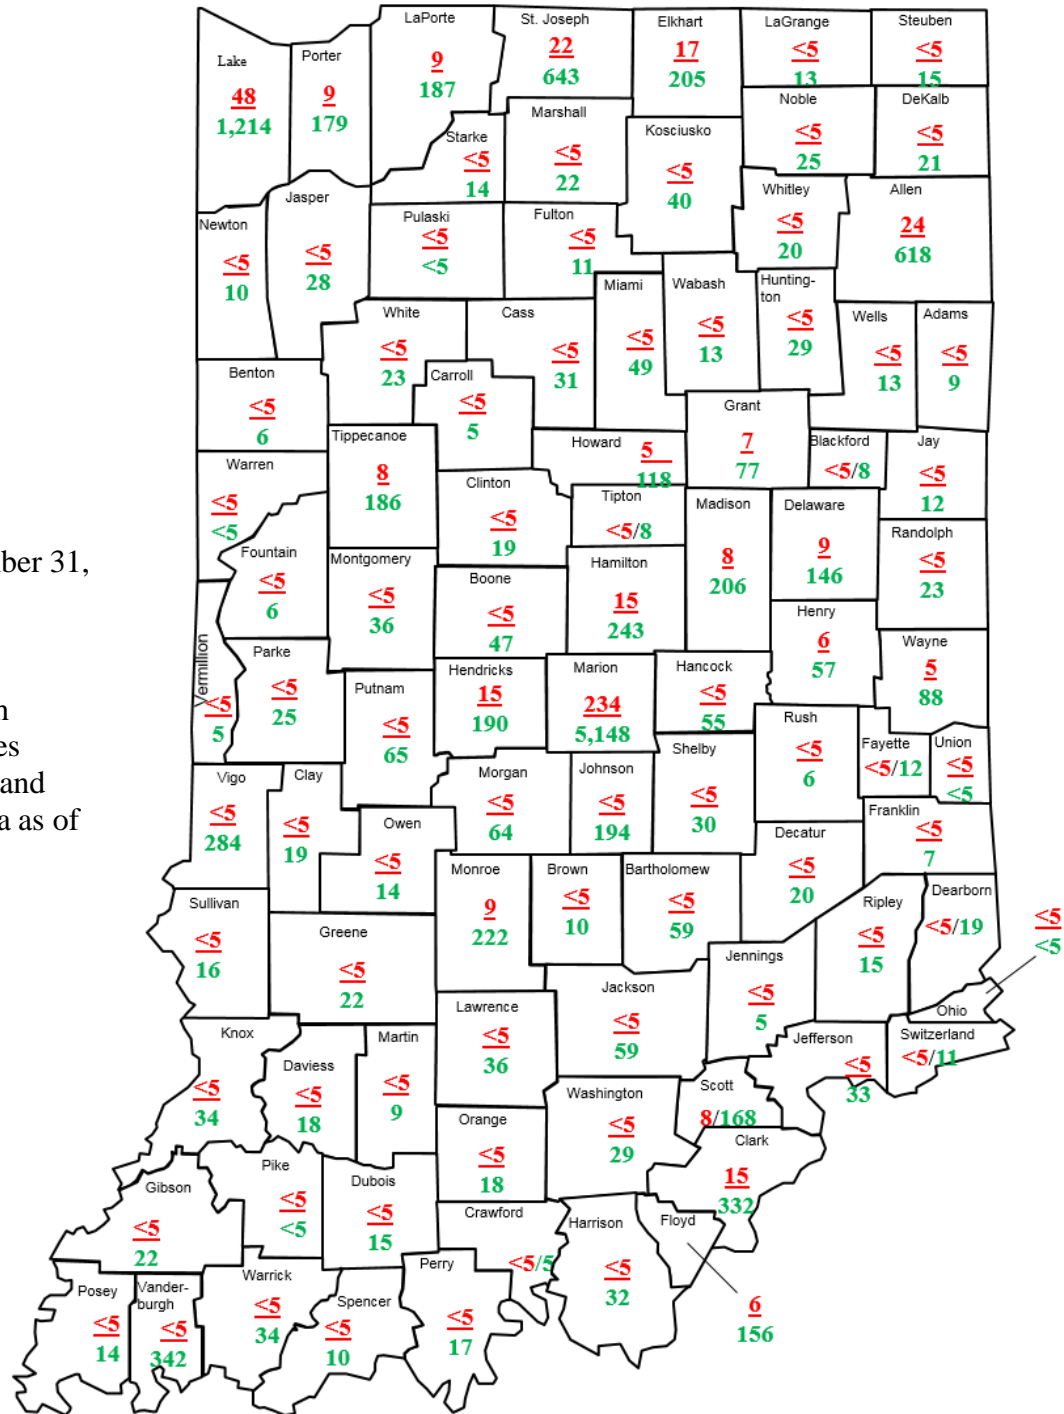 LaPorte
9
187
St. Joseph
22
643
Elkhart
17
205
LaGrange
<5
13
Steuben
<5
15
Lake
48
1,214
Porter
9
179
Starke
<5
14
Marshall
<5
22
Kosciusko
<5
40
Noble
<5
25
DeKalb
<5
21
Whitley
<5
20
Allen
24
618
Newton
<5
10
Jasper
<5
28
Pulaski
<5
<5
Fulton
<5
11
Miami
<5
49
Wabash
<5
13
Hunting-
ton
<5
29
Wells
<5
13
Adams
<5
9
White
<5
23
Cass
<5
31
Benton
<5
6
Carroll
<5
5
Grant
7
77
Tippecanoe
8
186
Howard
5
118
Blackford
<5/8
Jay
<5
12
Warren
<5
<5
Clinton
<5
19
Tipton
<5/8
Madison
8
206
Delaware
9
146
Randolph
<5
23
ber 31,
Fountain
<5
6
Montgomery
<5
36
Boone
<5
47
Hamilton
15
243
Henry
6
57
Wayne
5
88
Vermillion
<5
5
Parke
<5
25
Putnam
<5
65
Hendricks
15
190
Marion
234
5,148
Hancock
<5
55
Rush
<5
6
Fayette
<5/12
Union
<5
<5
n
es
and
a as of
Vigo
<5
284
Clay
<5
19
Morgan
<5
64
Johnson
<5
194
Shelby
<5
30
Franklin
<5
7
Owen
<5
14
Decatur
<5
20
Monroe
9
222
Brown
<5
10
Bartholomew
<5
59
Sullivan
<5
16
Greene
<5
22
Ripley
<5
15
Dearborn
<5/19
<5
<5
Ohio
Jennings
<5
5
Jackson
<5
59
Lawrence
<5
36
Knox
<5
34
Daviess
<5
18
Martin
<5
9
Jefferson
<5
33
Switzerland
<5/11
Washington
<5
29
Scott
8/168
Orange
<5
18
Clark
15
332
Gibson
<5
22
Pike
<5
<5
Dubois
<5
15
Crawford
<5/5
Harrison
<5
32
Floyd
6
156
Posey
<5
14
Vander-
burgh
<5
342
Warrick
<5
34
Spencer
<5
10
Perry
<5
17